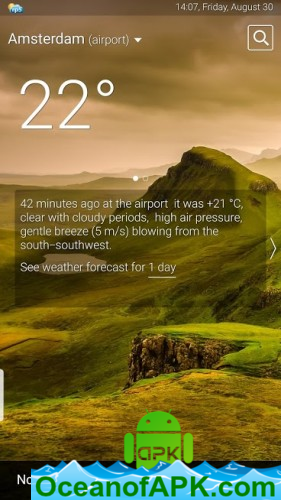 14:07, Friday, August 30
Amsterdam (airport)
22°
42 minutes ago at the airport it was +21 °C,
clear with cloudy periods, high air pressure,
gentle breeze (5 m/s) blowing from the
south–southwest.
See weather forecast for 1 day
APK
OceanofAPK.com